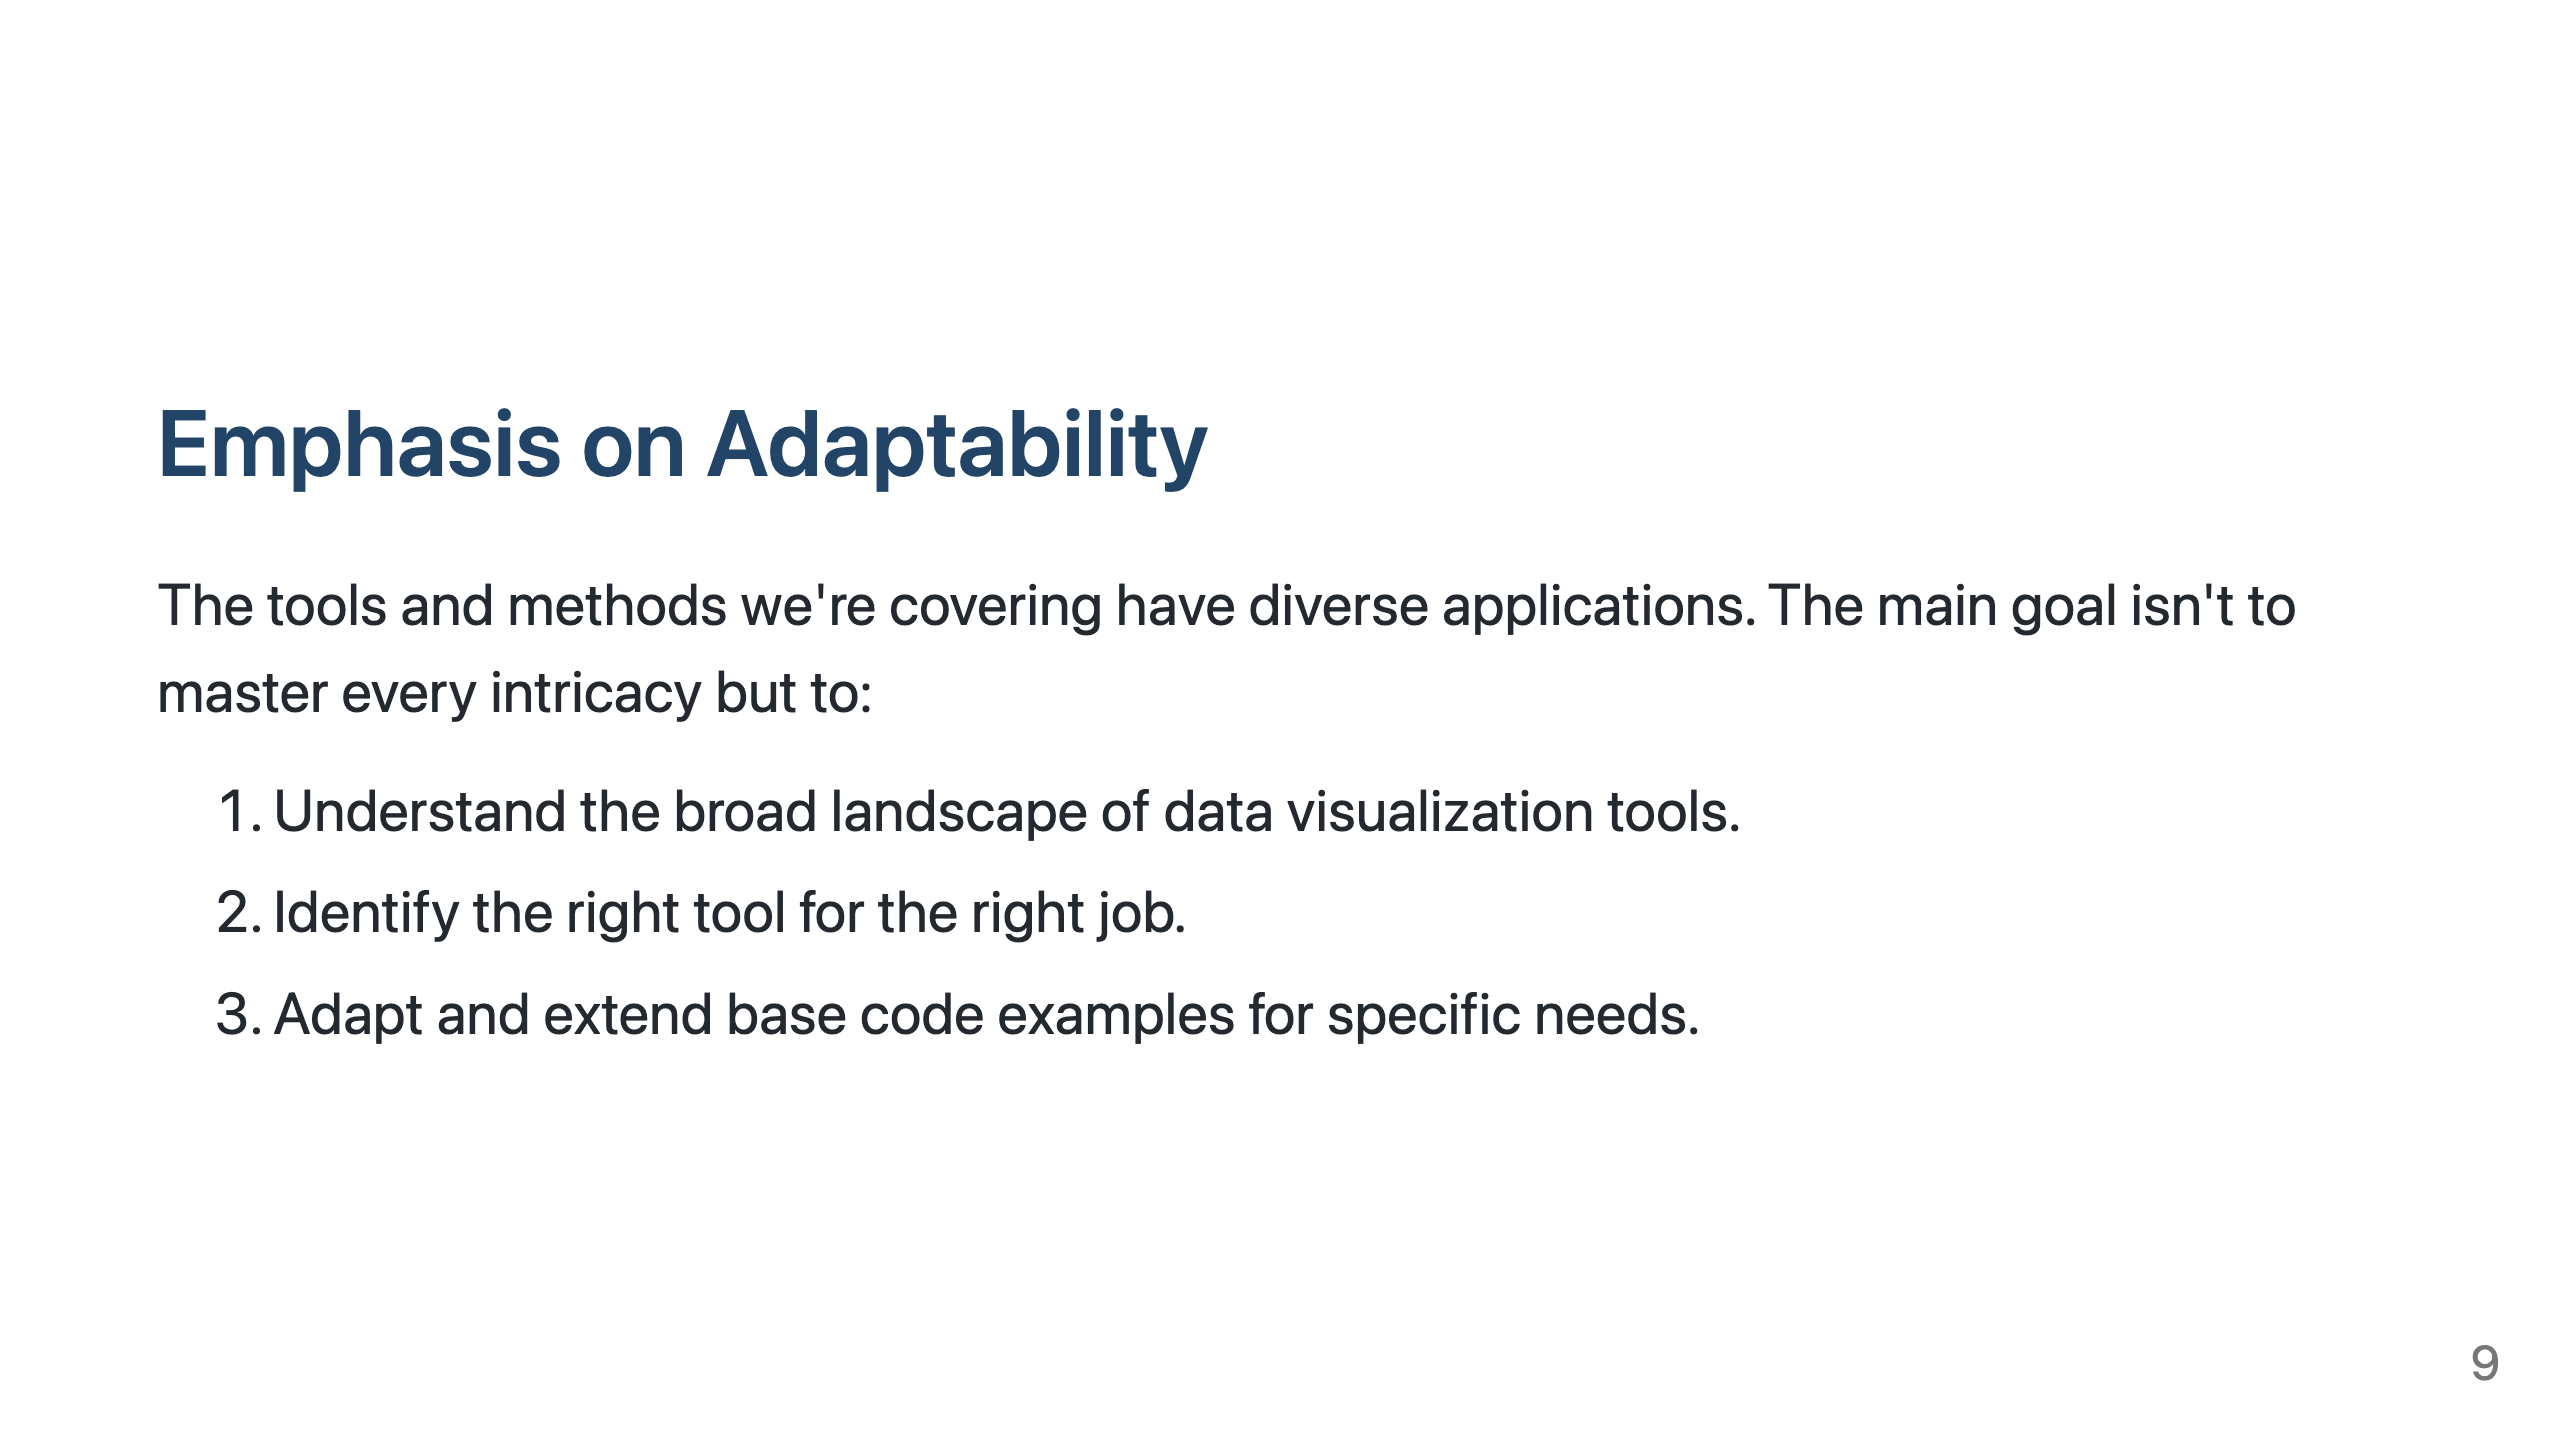 Emphasis on Adaptability
The tools and methods we're covering have diverse applications. The main goal isn't to
master every intricacy but to:
1. Understand the broad landscape of data visualization tools.
2. Identify the right tool for the right job.
3. Adapt and extend base code examples for specific needs.
9